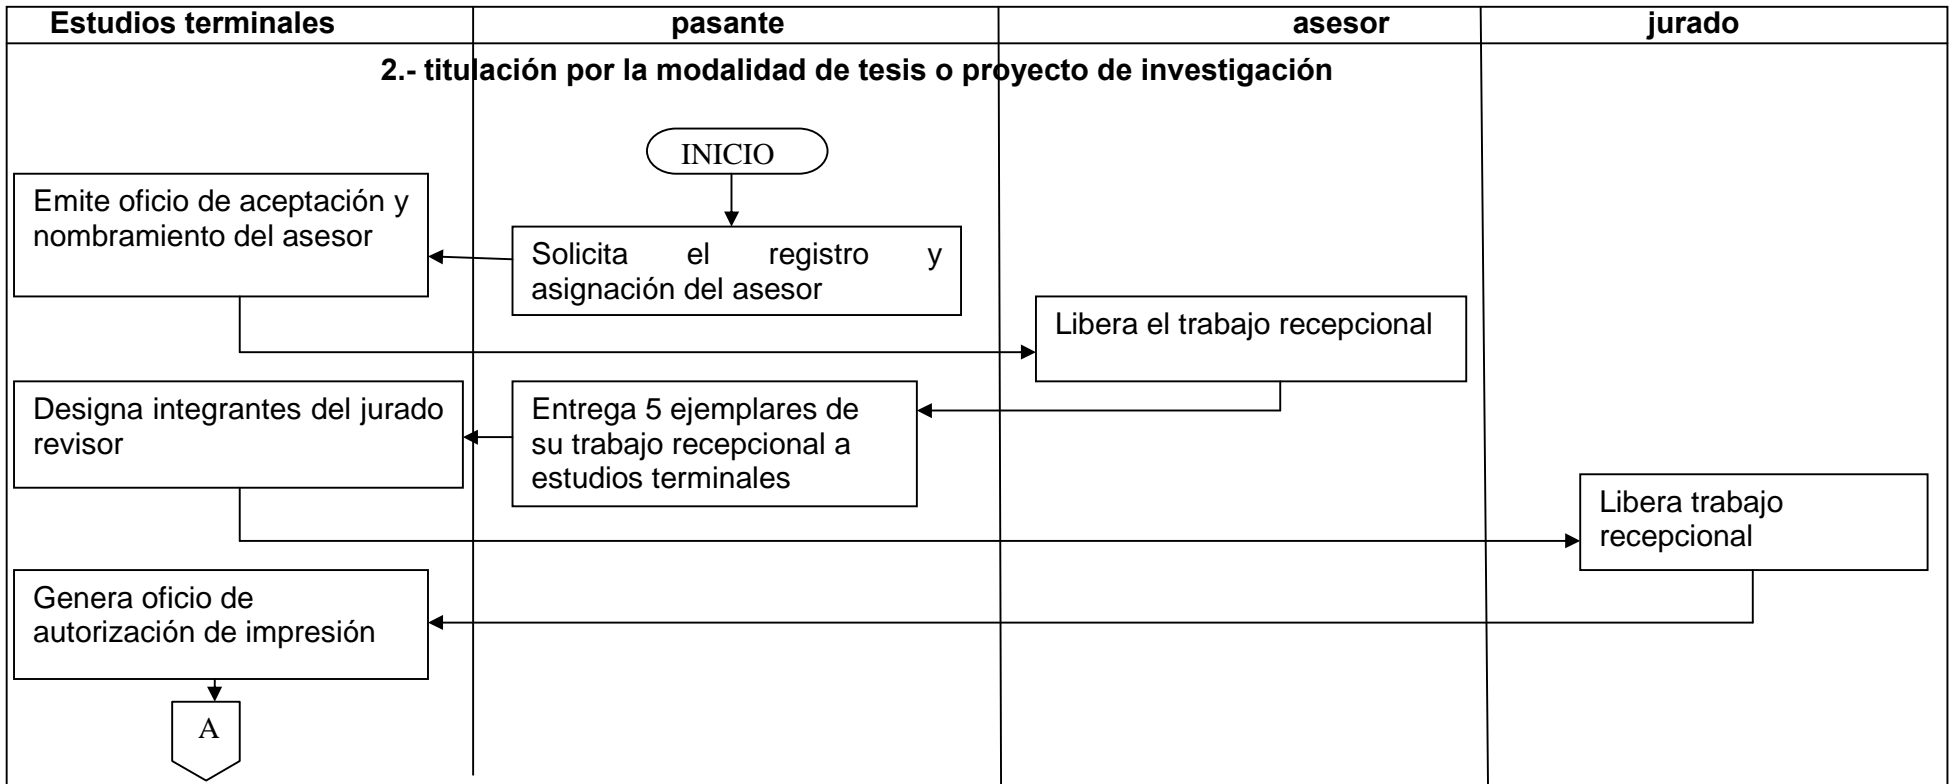 Estudios terminales pasante asesor jurado
2.- titulación por la modalidad de tesis o proyecto de investigación
INICIO
Solicita el registro y
asignación del asesor
Emite oficio de aceptación y
nombramiento del asesor
Libera el trabajo recepcional
Entrega 5 ejemplares de
su trabajo recepcional a
estudios terminales
Designa integrantes del jurado
revisor
Libera trabajo
recepcional
Genera oficio de
autorización de impresión
A